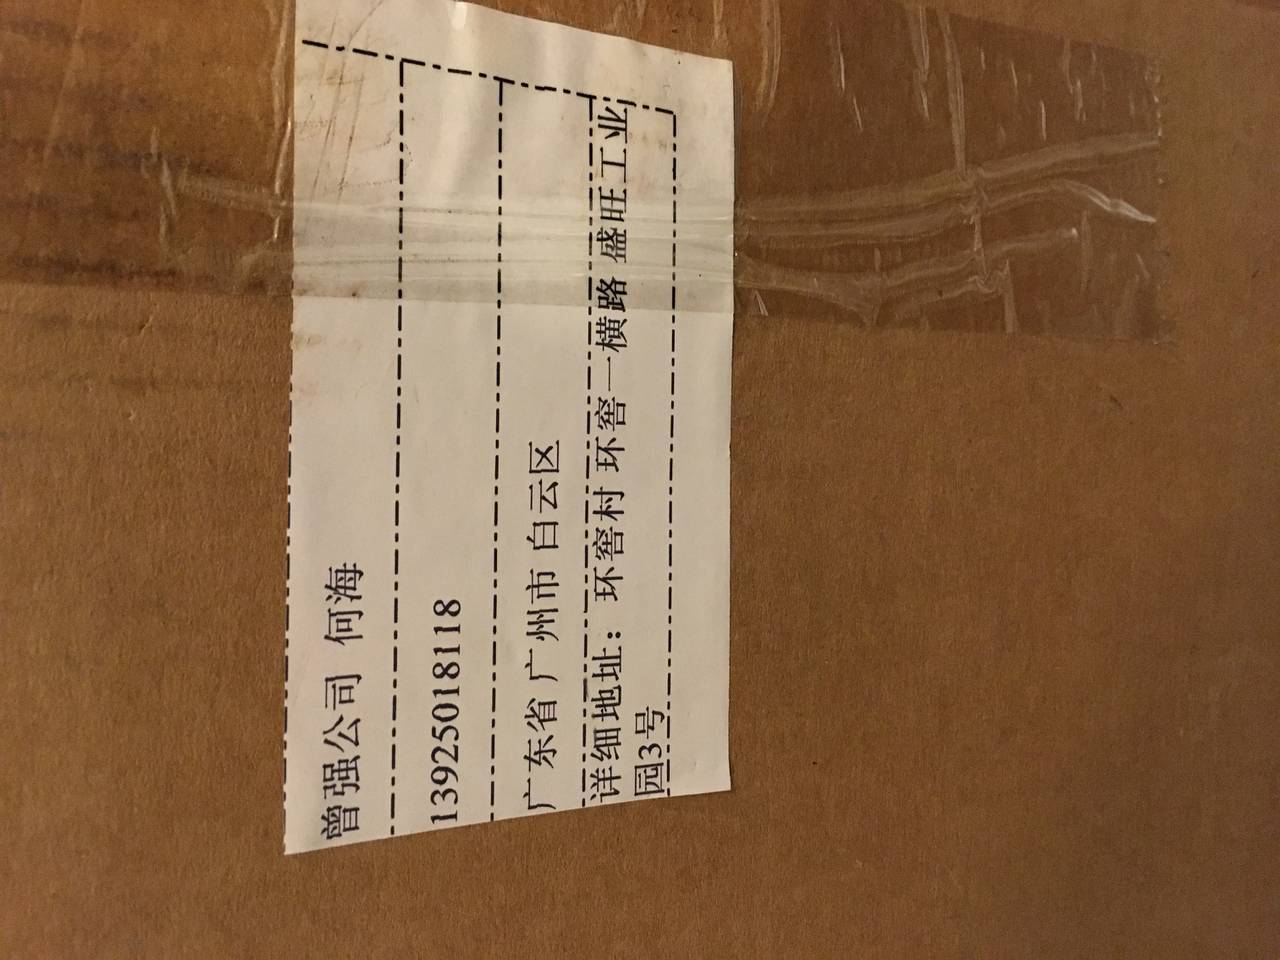 曾强公司 何海
13925018118
广东省 广州市 白云区
详细地址： 环窖村 环窖一横路 盛旺工业
园3号